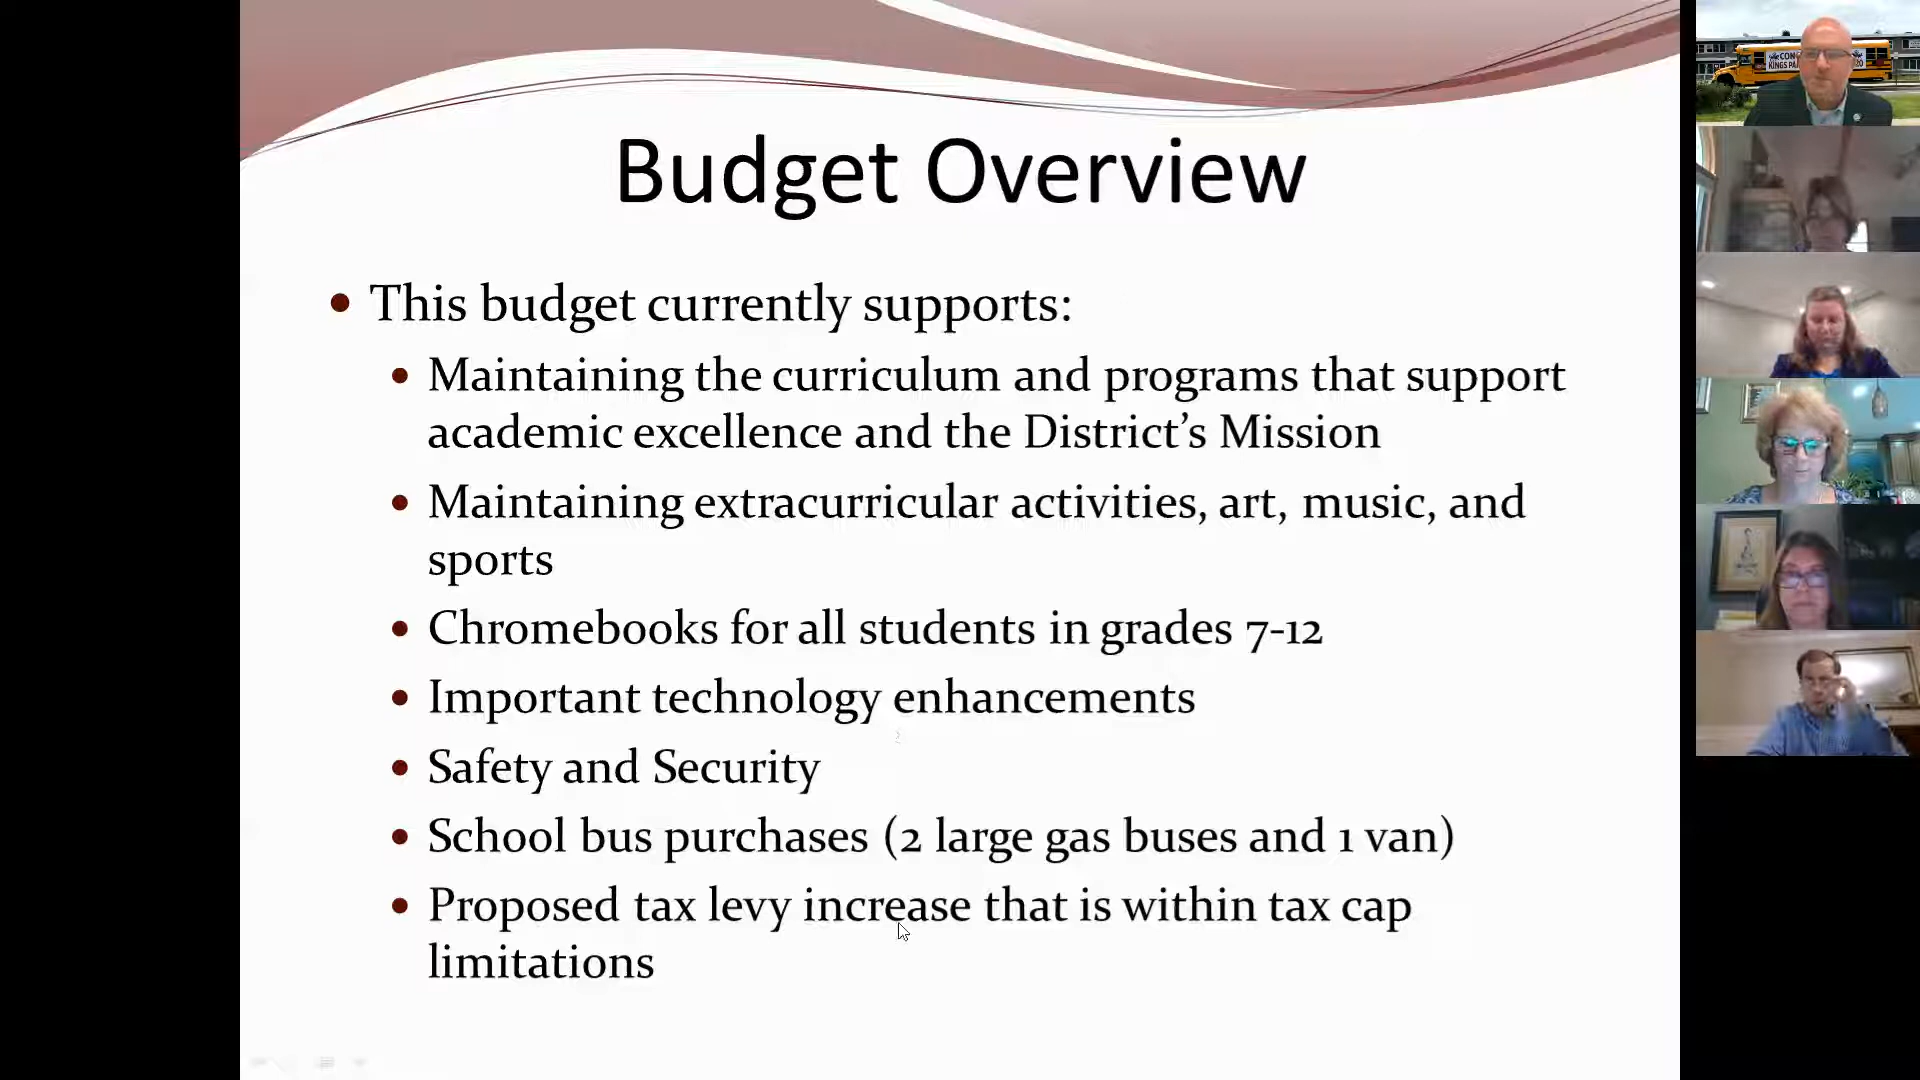 Budget Overview
This budget currently supports:
Maintaining the curriculum and programs that support
academic excellence and the District’s Mission
Maintaining extracurricular activities, art, music, and
sports
Chromebooks for all students in grades 7-12
Important technology enhancements
Safety and Security
School bus purchases (2 large gas buses and 1 van)
Proposed tax levy increase that is within tax cap
limitations